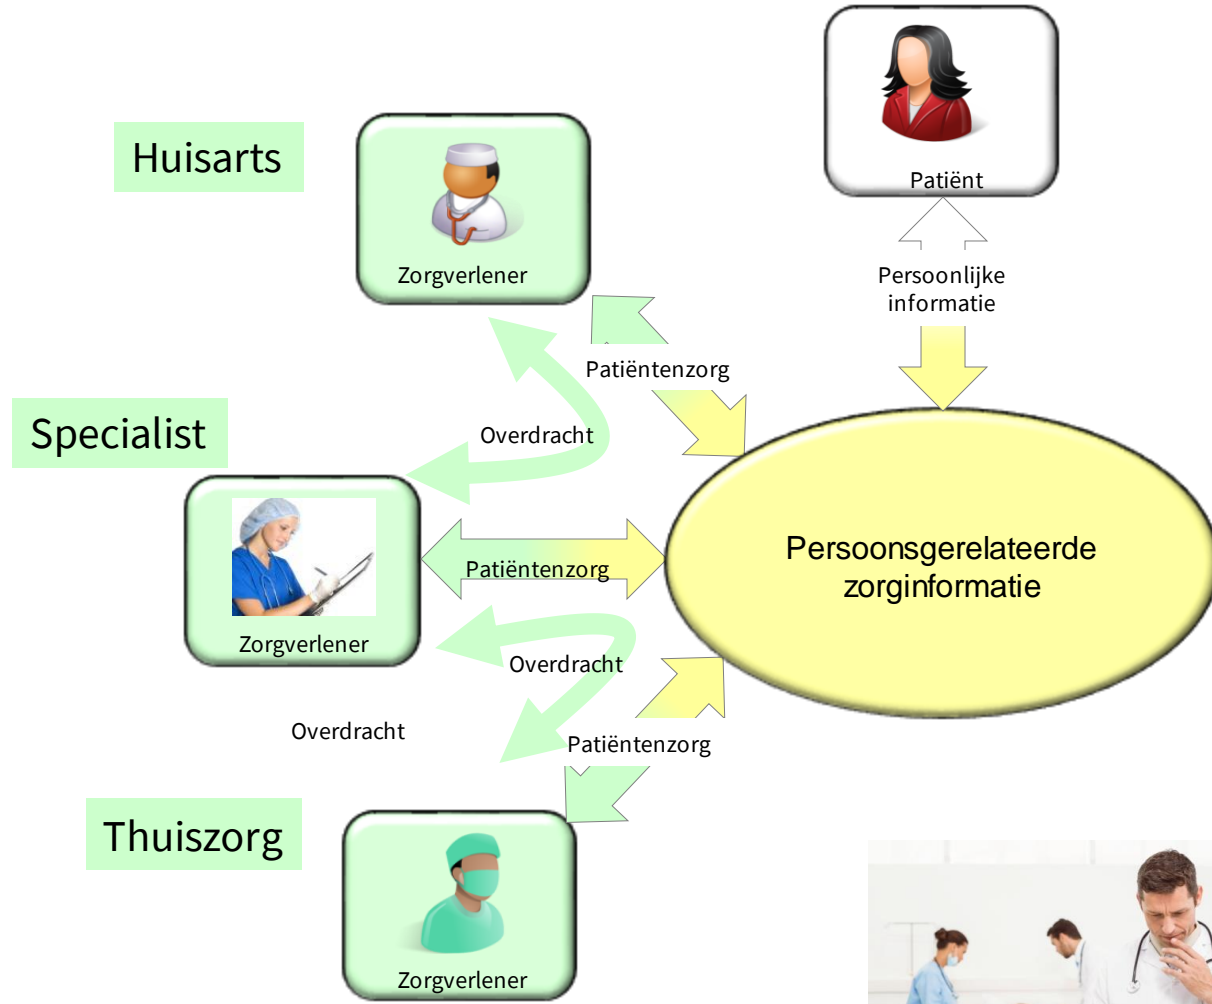 Patiënt
Huisarts
Zorgverlener
Persoonlijke
informatie
Patiëntenzorg
Specialist
Overdracht
Persoonsgerelateerde
zorginformatie
Patiëntenzorg
Zorgverlener
Overdracht
Overdracht
Patiëntenzorg
Thuiszorg
Zorgverlener